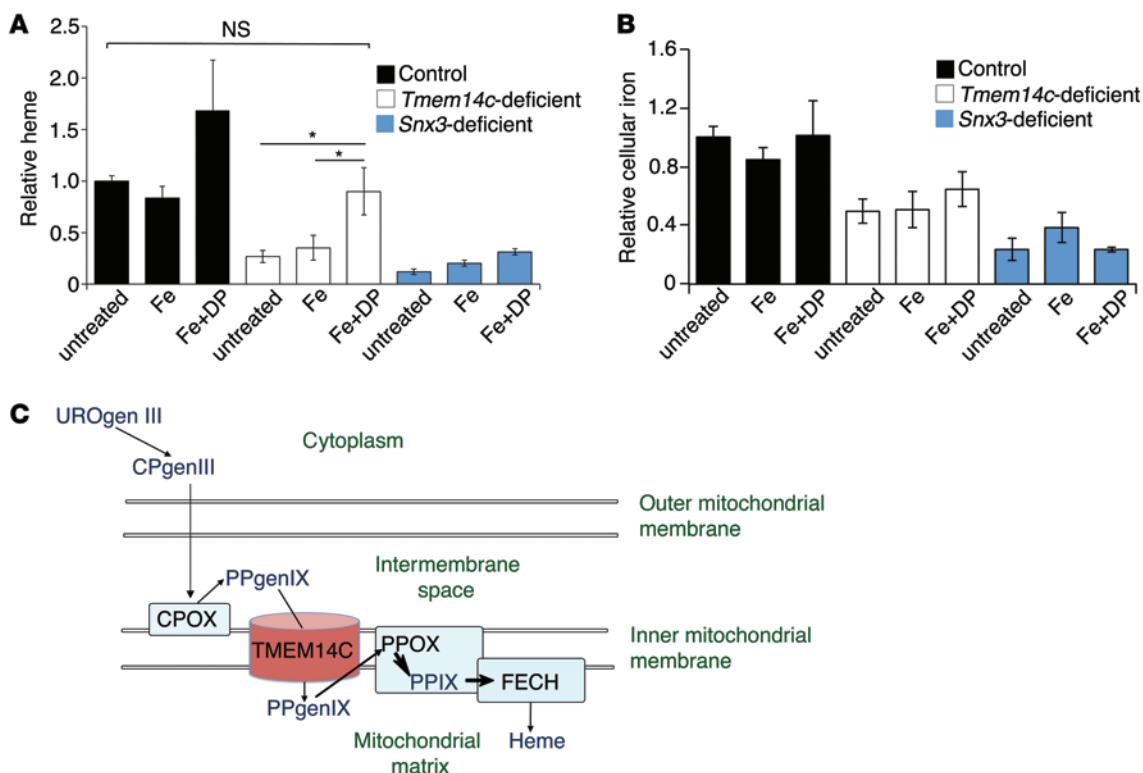 A
Relative heme
2.5
2.0
1.5
1.0
0.5
0
NS
*
*
Control
Tmem14c-deficient
Snx3-deficient
untreated
Fe
Fe+DP
untreated
Fe
Fe+DP
untreated
Fe
Fe+DP
B
Relative cellular iron
1.6
1.2
0.8
0.4
0
Control
Tmem14c-deficient
Snx3-deficient
untreated
Fe
Fe+DP
untreated
Fe
Fe+DP
untreated
Fe
Fe+DP
C
UROgen III
CPgenIII
Cytoplasm
Outer mitochondrial
membrane
Intermembrane
space
PPgenIX
CPOX
TMEM14C
PPOX
PPIX
FECH
Inner mitochondrial
membrane
PPgenIX
Mitochondrial
matrix
Heme